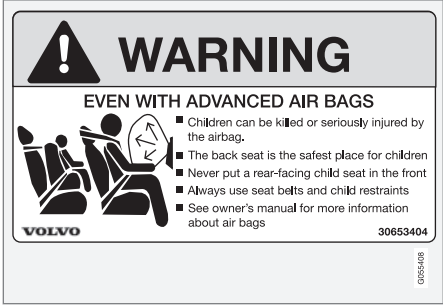 WARNING
EVEN WITH ADVANCED AIR BAGS
■ Children can be killed or seriously injured by
the airbag.
■ The back seat is the safest place for children
■ Never put a rear-facing child seat in the front
■ Always use seat belts and child restraints
■ See owner's manual for more information
about air bags
VOLVO
30653404
G055408